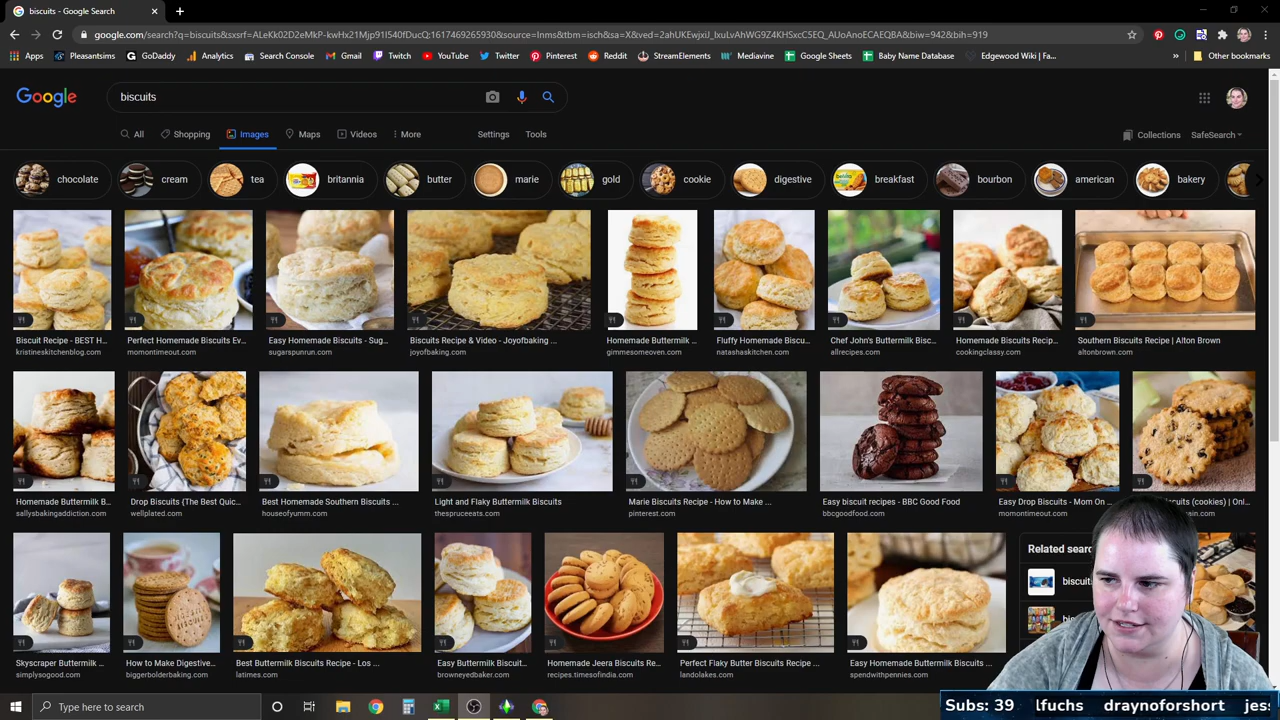 biscuits - Google Search
google.com/search?q=biscuits&sxsrf=ALeKk02D2eMkP-kwHx21Mjp91I540fDucQ:1617469265930&source=lnms&tbm=isch&sa=X&ved=2ahUKEwjxiJ_IxuLvAhWG9Z4KHSxcC5EQ_AUoAnoECAEQBA&biw=942&bih=919
Apps Pleasantsims GoDaddy Analytics Search Console Gmail Twitch YouTube Twitter Pinterest Reddit StreamElements Mediavine Google Sheets Baby Name Database Edgewood Wiki | Fa... » Other bookmarks
Google biscuits
All Shopping Images Maps Videos More Settings Tools Collections SafeSearch
chocolate cream tea britannia butter marie gold cookie digestive breakfast bourbon american bakery
Biscuit Recipe - BEST H... Perfect Homemade Biscuits Ev... Easy Homemade Biscuits - Sug... Biscuits Recipe & Video - Joyofbaking ... Homemade Buttermilk ... Fluffy Homemade Biscu... Chef John's Buttermilk Bisc... Homemade Biscuits Recip... Southern Biscuits Recipe | Alton Brown
kristineskitchenblog.com momontimeout.com sugarspunrun.com joyofbaking.com gimmesomeoven.com natashaskitchen.com allrecipes.com cookingclassy.com altonbrown.com
Homemade Buttermilk B... Drop Biscuits {The Best Quic... Best Homemade Southern Biscuits ... Light and Flaky Buttermilk Biscuits Marie Biscuits Recipe - How to Make ... Easy biscuit recipes - BBC Good Food Easy Drop Biscuits - Mom On ... biscuits (cookies) | Onl...
sallysbakingaddiction.com wellplated.com houseofyumm.com thespruceeats.com pinterest.com bbcgoodfood.com momontimeout.com
Related searc
biscuit
Skyscraper Buttermilk ... How to Make Digestive... Best Buttermilk Biscuits Recipe - Los ... Easy Buttermilk Biscuit... Homemade Jeera Biscuits Re... Perfect Flaky Butter Biscuits Recipe ... Easy Homemade Buttermilk Biscuits ...
simplysogood.com biggerbolderbaking.com latimes.com browneyedbaker.com recipes.timesofindia.com landolakes.com spendwithpennies.com
Type here to search
Subs: 39 lfuchs draynoforshort jess